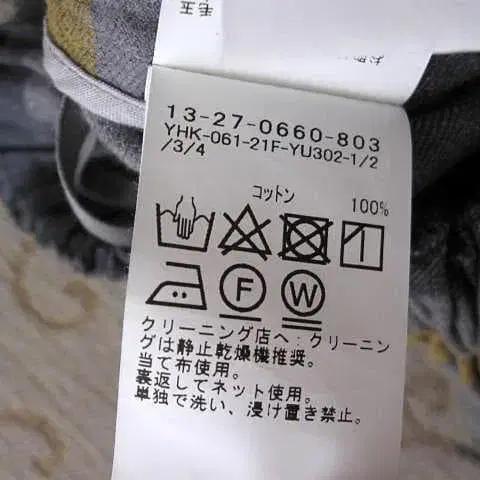 毛玉
13-27-0660-803
YHK-061-21F-YU302-1/2
/3/4
コットン 100%
F W
クリーニング店へ:クリーニン
グは静止乾燥機推奨。
当て布使用。
裏返してネット使用。
単独で洗い、浸け置き禁止。